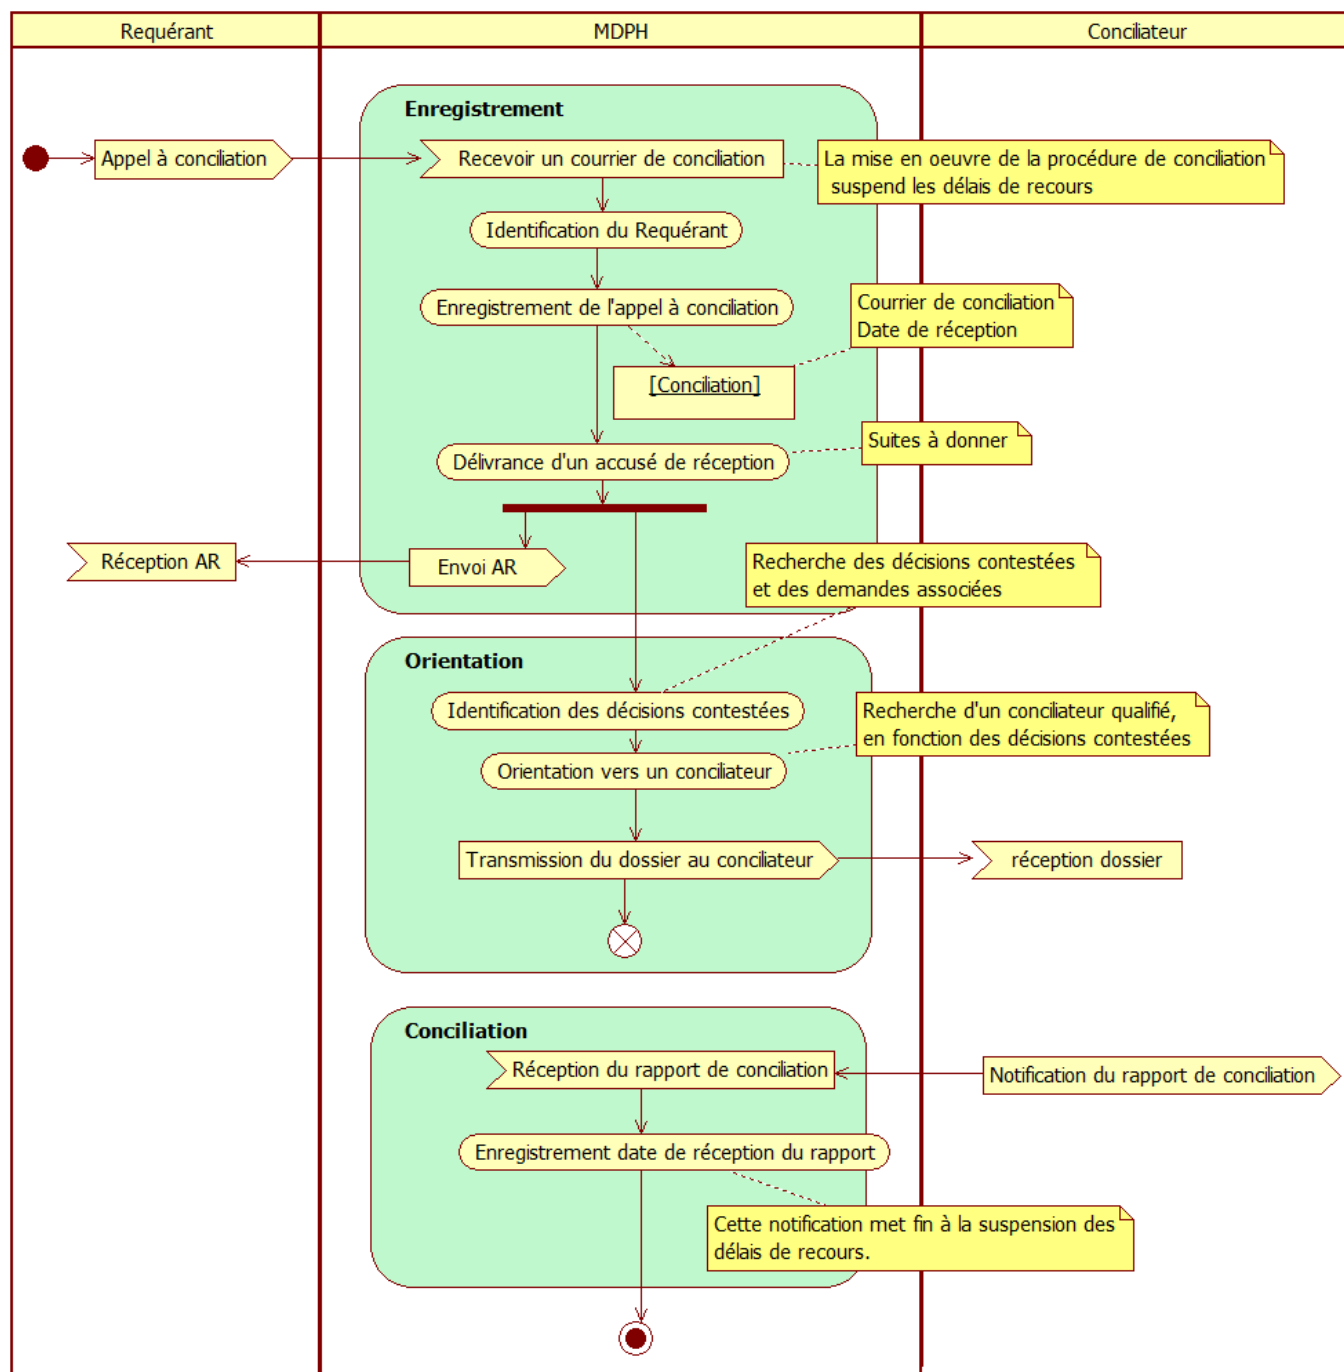 Requérant
MDPH
Conciliateur
Enregistrement
Appel à conciliation
Recevoir un courrier de conciliation
La mise en oeuvre de la procédure de conciliation
suspend les délais de recours
Identification du Requérant
Enregistrement de l'appel à conciliation
Courrier de conciliation
Date de réception
[Conciliation]
Suites à donner
Délivrance d'un accusé de réception
Réception AR
Envoi AR
Recherche des décisions contestées
et des demandes associées
Orientation
Identification des décisions contestées
Recherche d'un conciliateur qualifié,
en fonction des décisions contestées
Orientation vers un conciliateur
Transmission du dossier au conciliateur
réception dossier
Conciliation
Réception du rapport de conciliation
Notification du rapport de conciliation
Enregistrement date de réception du rapport
Cette notification met fin à la suspension des
délais de recours.